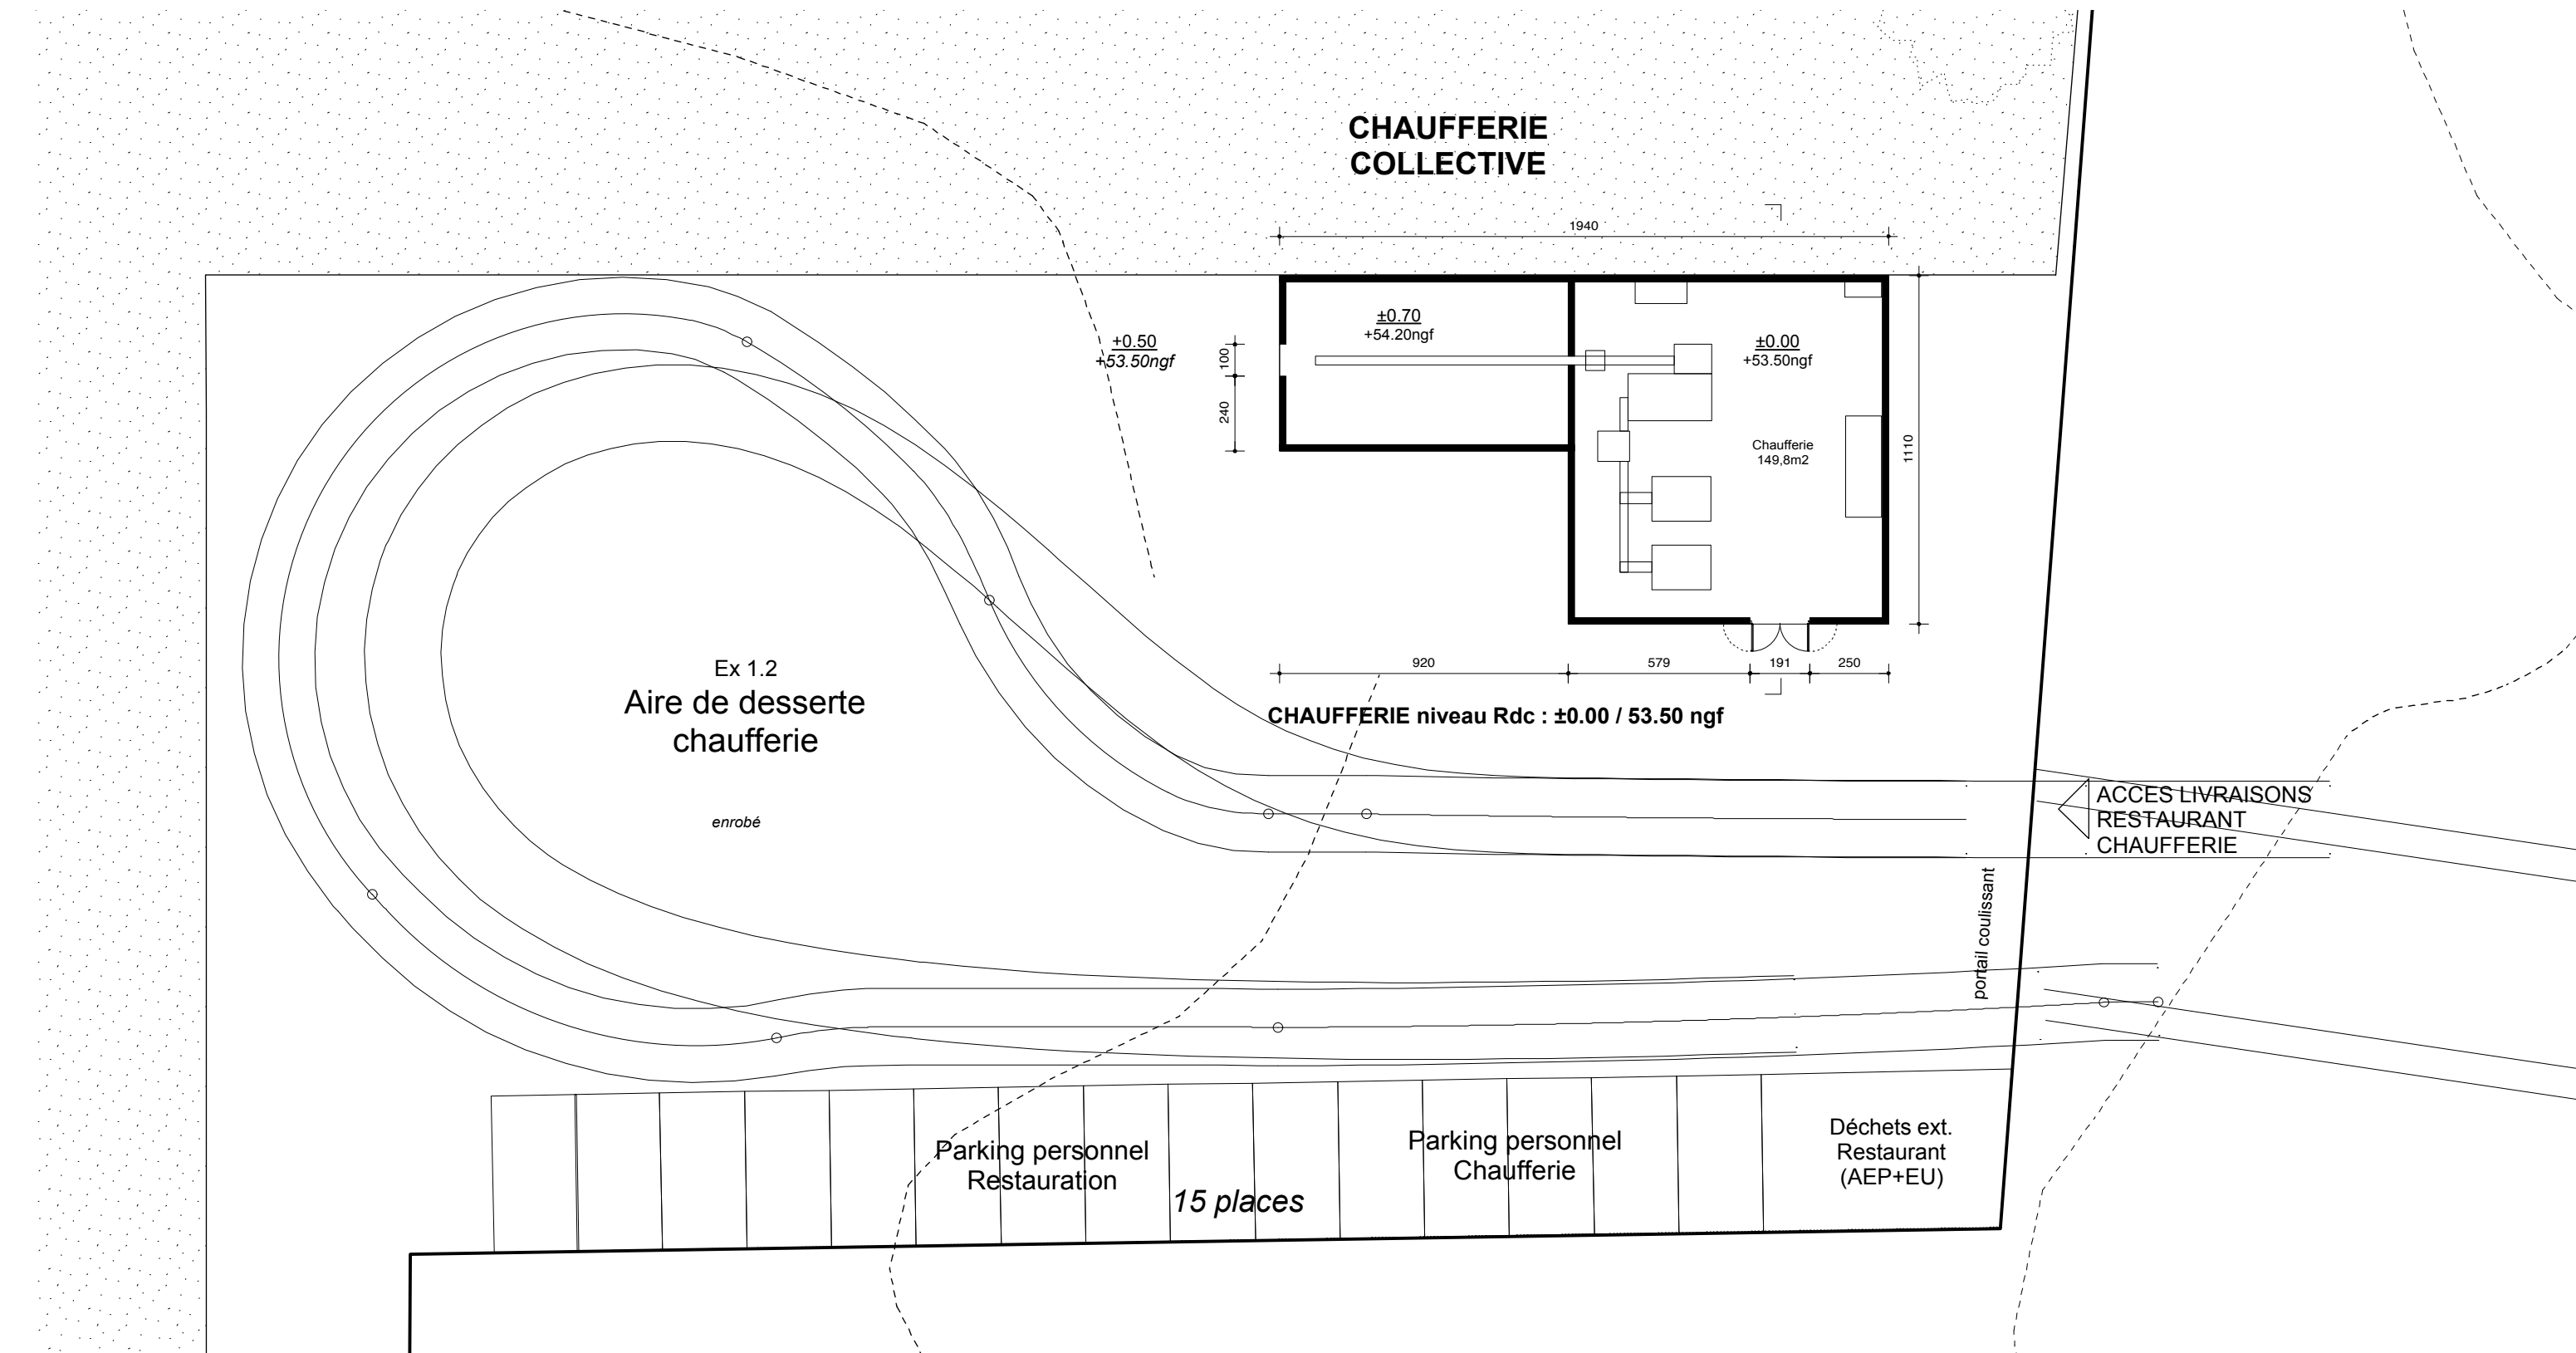 CHAUFFERIE
COLLECTIVE
1940
±0.70
+54.20ngf
+0.50
+53.50ngf
100
240
±0.00
+53.50ngf
Chaufferie
149,8m2
1110
920
579
191
250
CHAUFFERIE niveau Rdc : ±0.00 / 53.50 ngf
Ex 1.2
Aire de desserte
chaufferie
enrobé
ACCES LIVRAISONS
RESTAURANT
CHAUFFERIE
portail coulissant
Parking personnel
Restauration
15 places
Parking personnel
Chaufferie
Déchets ext.
Restaurant
(AEP+EU)